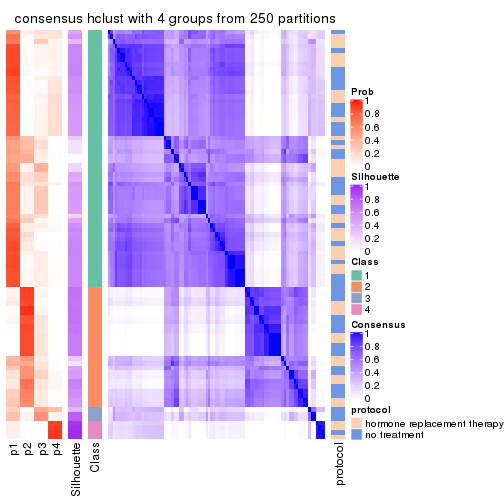 consensus hclust with 4 groups from 250 partitions
Prob
1
0.8
0.6
0.4
0.2
0
Silhouette
1
0.8
0.6
0.4
0.2
0
Class
1
2
3
4
Consensus
1
0.8
0.6
0.4
0.2
0
protocol
hormone replacement therapy
no treatment
p1
p2
p3
p4
Silhouette
Class
protocol